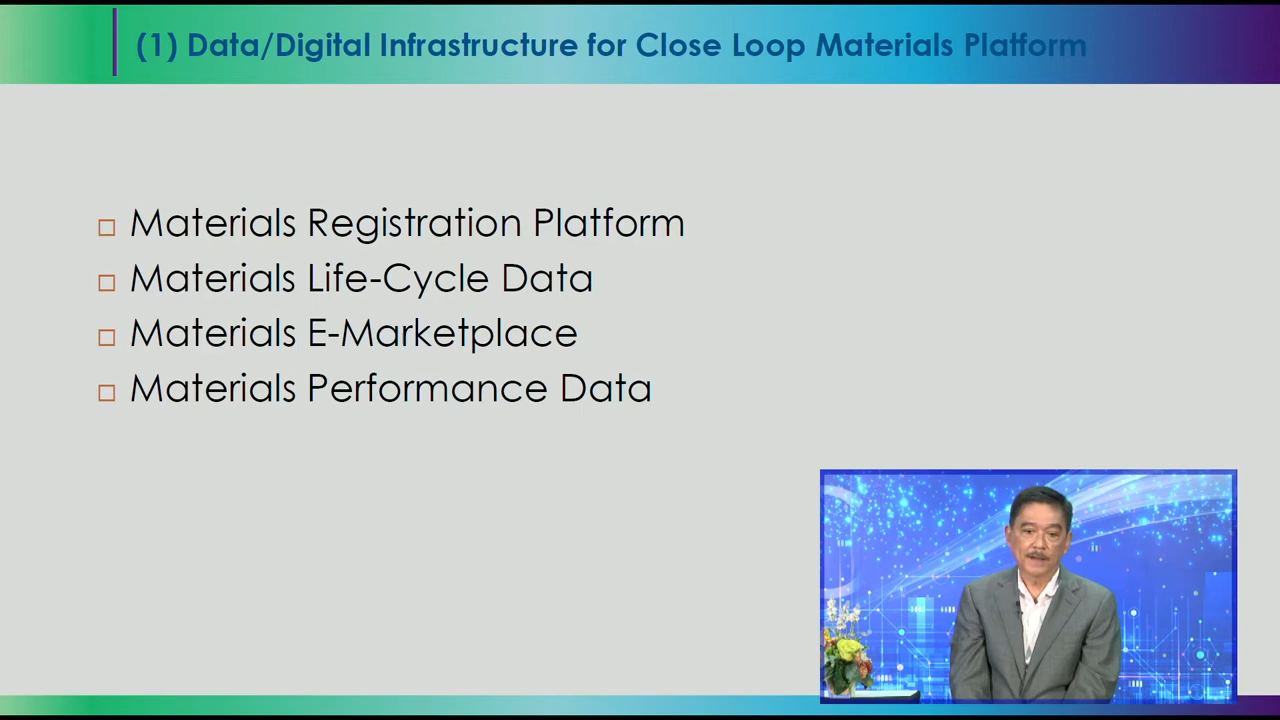 (1) Data/Digital Infrastructure for Close Loop Materials Platform
Materials Registration Platform
Materials Life-Cycle Data
Materials E-Marketplace
Materials Performance Data